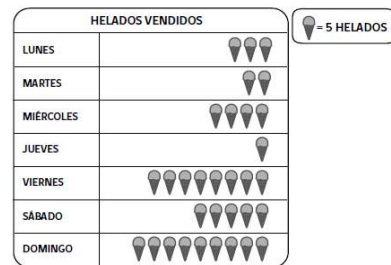 HELADOS VENDIDOS
= 5 HELADOS
LUNES
MARTES
MIÉRCOLES
JUEVES
VIERNES
SÁBADO
DOMINGO